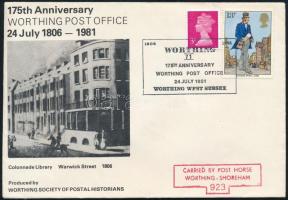 175th Anniversary
WORTHING POST OFFICE
24 July 1806 — 1981
1806
WORTHING
175TH ANNIVERSARY
WORTHING POST OFFICE
24 JULY 1981
WORTHING WEST SUSSEX
Colonnade Library Warwick Street 1806
Produced by
WORTHING SOCIETY OF POSTAL HISTORIANS
CARRIED BY POST HORSE
WORTHING - SHOREHAM
923